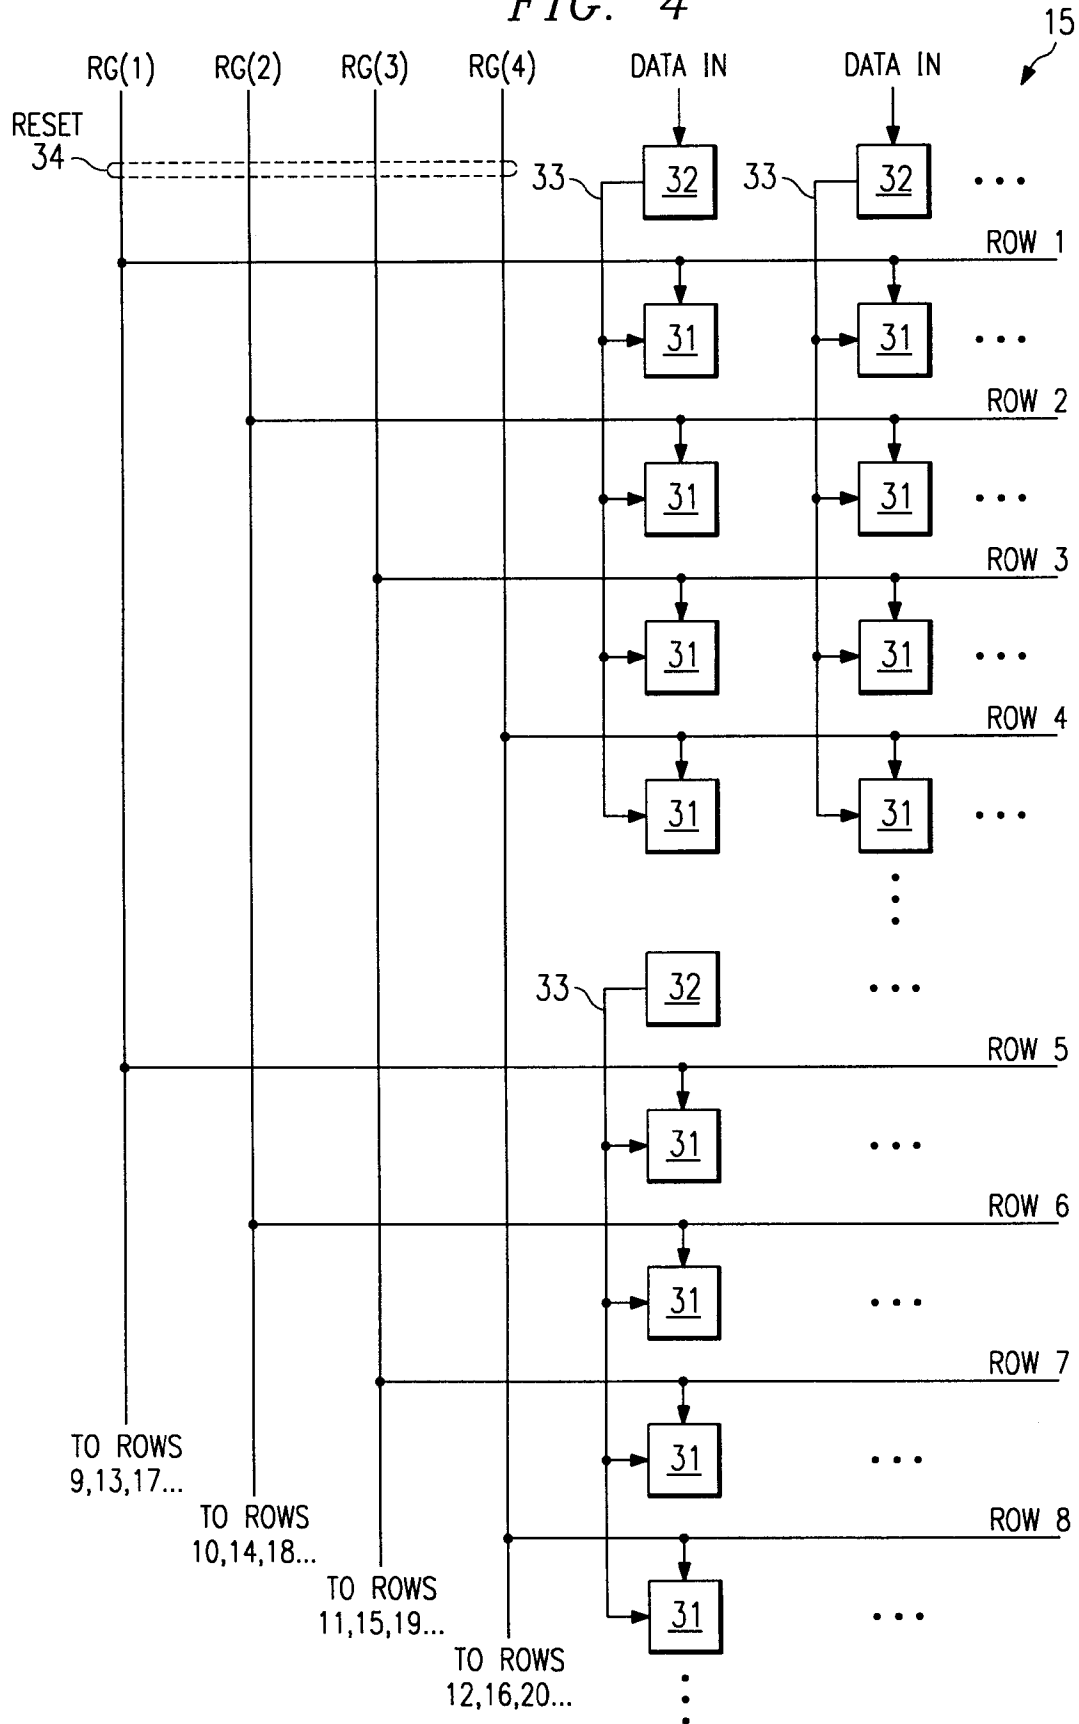 FIG. 4
15
RG(1) RG(2) RG(3) RG(4) DATA IN DATA IN
RESET
34
33 32 33 32
ROW 1
31 31
ROW 2
31 31
ROW 3
31 31
ROW 4
31 31
33 32
ROW 5
31
ROW 6
31
ROW 7
31
TO ROWS
9,13,17...
ROW 8
TO ROWS
10,14,18...
TO ROWS
11,15,19...
31
TO ROWS
12,16,20...